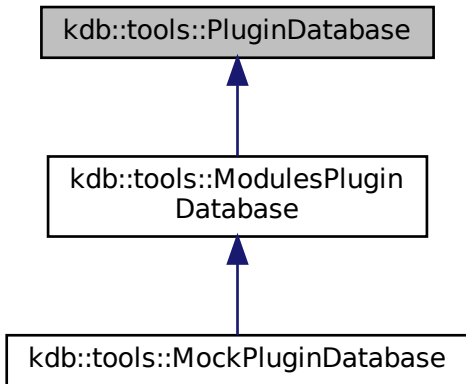 kdb::tools::PluginDatabase
kdb::tools::ModulesPlugin
Database
kdb::tools::MockPluginDatabase